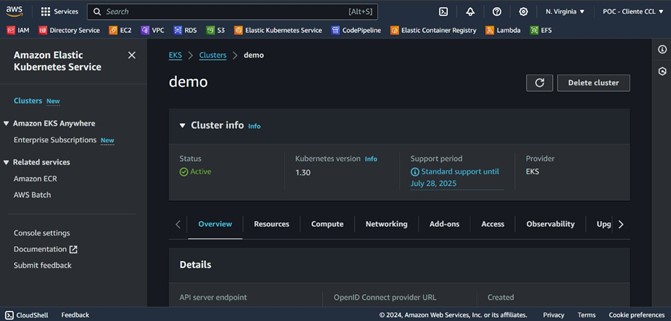 aws
Services
Search
[Alt+S]
N. Virginia
POC - Cliente CCL
IAM
Directory Service
EC2
VPC
RDS
S3
Elastic Kubernetes Service
CodePipeline
Elastic Container Registry
Lambda
EFS
Amazon Elastic
Kubernetes Service
Clusters New
Amazon EKS Anywhere
Enterprise Subscriptions New
Related services
Amazon ECR
AWS Batch
Console settings
Documentation
Submit feedback
EKS > Clusters > demo
demo
Delete cluster
Cluster info Info
Status
Active
Kubernetes version Info
1.30
Support period
Standard support until
July 28, 2025
Provider
EKS
Overview
Resources
Compute
Networking
Add-ons
Access
Observability
Upg
Details
API server endpoint
OpenID Connect provider URL
Created
CloudShell
Feedback
© 2024, Amazon Web Services, Inc. or its affiliates.
Privacy
Terms
Cookie preferences